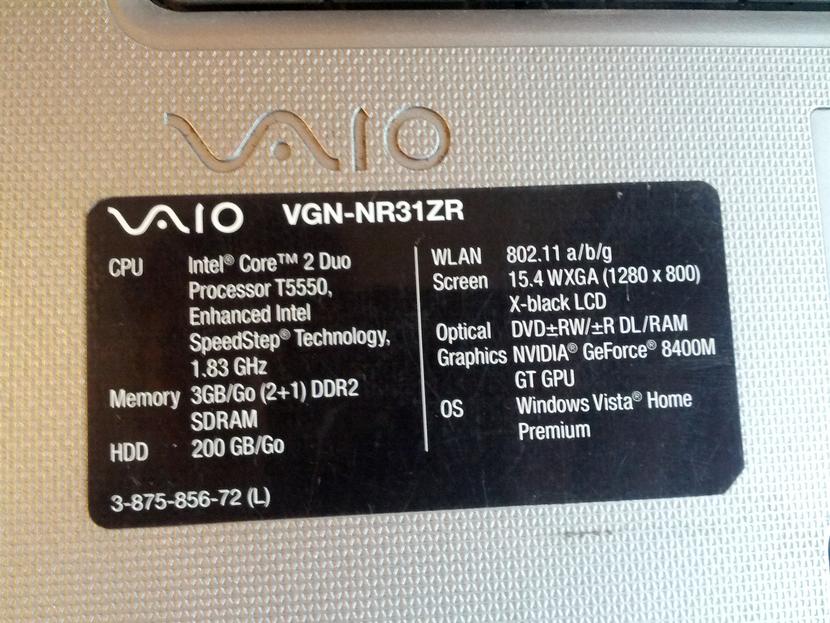 VAIO
VAIO VGN-NR31ZR
CPU Intel® Core™ 2 Duo
Processor T5550,
Enhanced Intel
SpeedStep® Technology,
1.83 GHz
Memory 3GB/Go (2+1) DDR2
SDRAM
HDD 200 GB/Go
3-875-856-72 (L)
WLAN 802.11 a/b/g
Screen 15.4 WXGA (1280 x 800)
X-black LCD
Optical DVD±RW/±R DL/RAM
Graphics NVIDIA® GeForce® 8400M
GT GPU
OS Windows Vista® Home
Premium